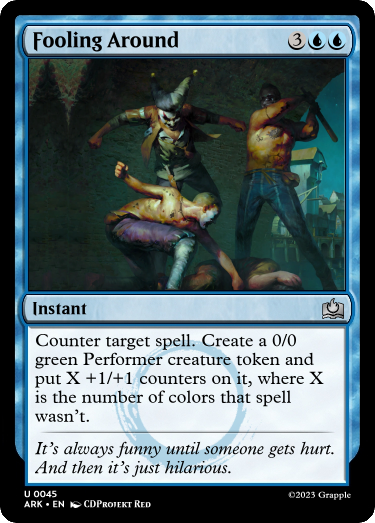 Fooling Around
3
Instant
Counter target spell. Create a 0/0
green Performer creature token and
put X +1/+1 counters on it, where X
is the number of colors that spell
wasn't.
It's always funny until someone gets hurt.
And then it's just hilarious.
U 0045
ARK • EN CDProjekt Red
©2023 Grapple